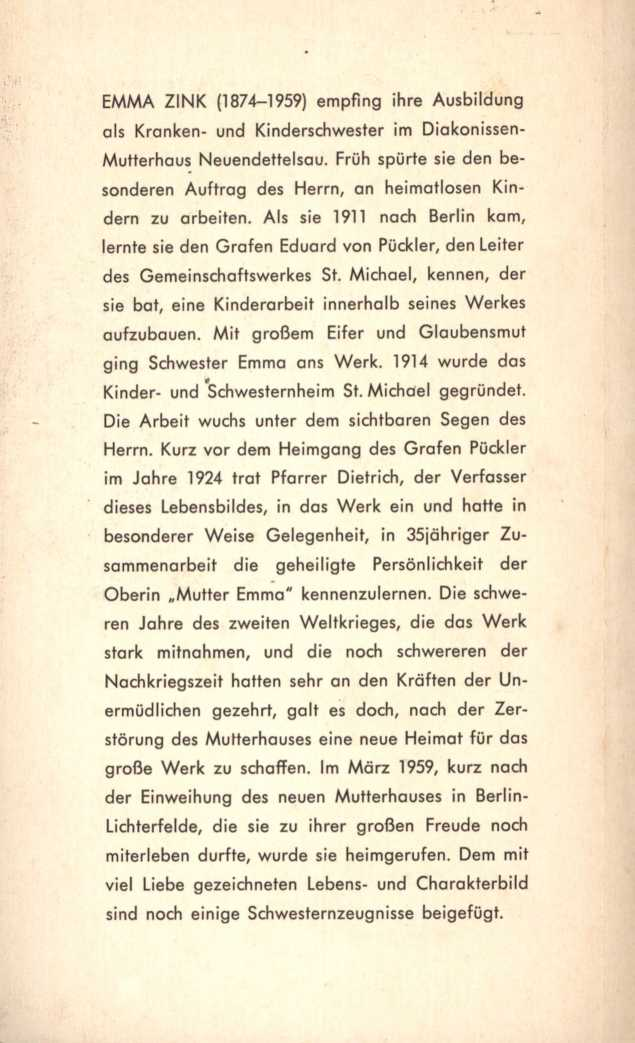 EMMA ZINK (1874–1959) empfing ihre Ausbildung
als Kranken- und Kinderschwester im Diakonissen-
Mutterhaus Neuendettelsau. Früh spürte sie den be-
sonderen Auftrag des Herrn, an heimatlosen Kin-
dern zu arbeiten. Als sie 1911 nach Berlin kam,
lernte sie den Grafen Eduard von Pückler, den Leiter
des Gemeinschaftswerkes St. Michael, kennen, der
sie bat, eine Kinderarbeit innerhalb seines Werkes
aufzubauen. Mit großem Eifer und Glaubensmut
ging Schwester Emma ans Werk. 1914 wurde das
Kinder- und Schwesternheim St. Michael gegründet.
Die Arbeit wuchs unter dem sichtbaren Segen des
Herrn. Kurz vor dem Heimgang des Grafen Pückler
im Jahre 1924 trat Pfarrer Dietrich, der Verfasser
dieses Lebensbildes, in das Werk ein und hatte in
besonderer Weise Gelegenheit, in 35jähriger Zu-
sammenarbeit die geheiligte Persönlichkeit der
Oberin „Mutter Emma" kennenzulernen. Die schwe-
ren Jahre des zweiten Weltkrieges, die das Werk
stark mitnahmen, und die noch schwereren der
Nachkriegszeit hatten sehr an den Kräften der Un-
ermüdlichen gezehrt, galt es doch, nach der Zer-
störung des Mutterhauses eine neue Heimat für das
große Werk zu schaffen. Im März 1959, kurz nach
der Einweihung des neuen Mutterhauses in Berlin-
Lichterfelde, die sie zu ihrer großen Freude noch
miterleben durfte, wurde sie heimgerufen. Dem mit
viel Liebe gezeichneten Lebens- und Charakterbild
sind noch einige Schwesternzeugnisse beigefügt.